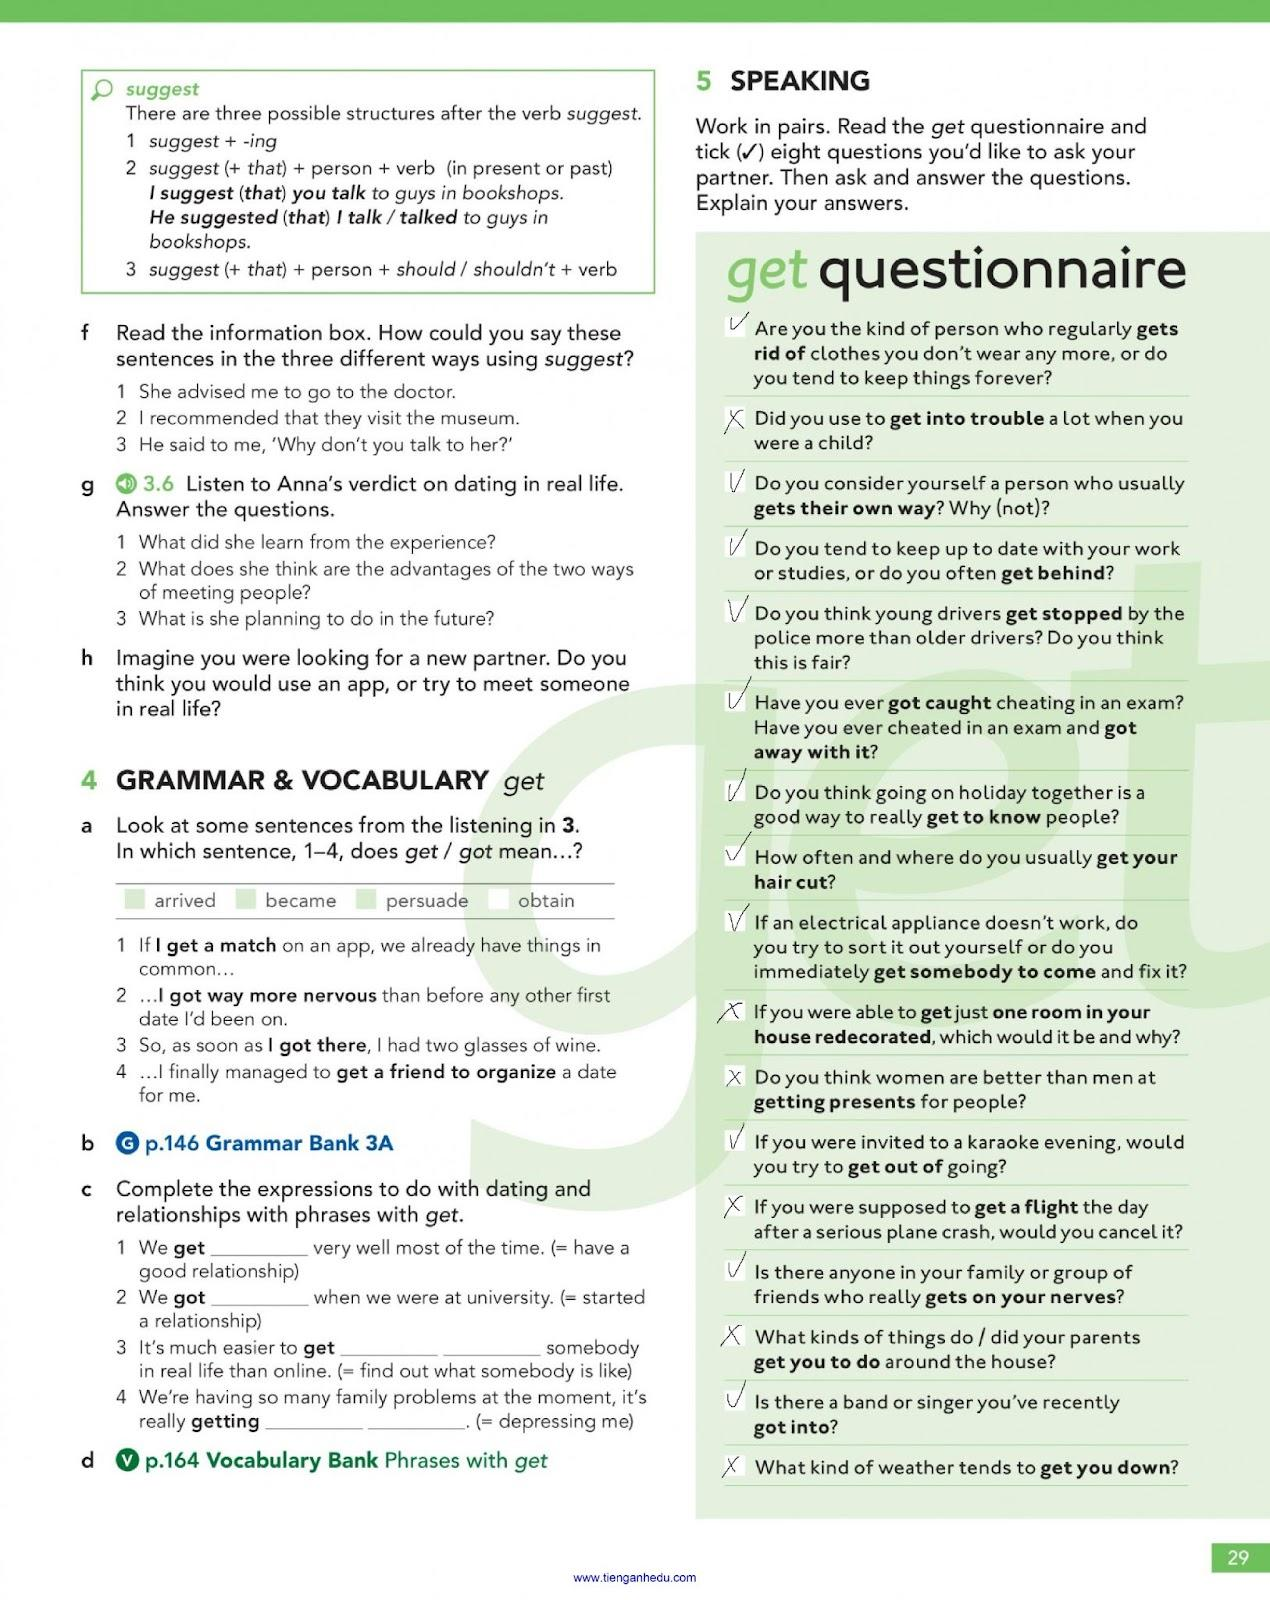 suggest
There are three possible structures after the verb suggest.
1 suggest + -ing
2 suggest (+ that) + person + verb (in present or past)
I suggest (that) you talk to guys in bookshops.
He suggested (that) I talk / talked to guys in
bookshops.
3 suggest (+ that) + person + should / shouldn't + verb
f Read the information box. How could you say these
sentences in the three different ways using suggest?
1 She advised me to go to the doctor.
2 I recommended that they visit the museum.
3 He said to me, 'Why don't you talk to her?'
g 3.6 Listen to Anna's verdict on dating in real life.
Answer the questions.
1 What did she learn from the experience?
2 What does she think are the advantages of the two ways
of meeting people?
3 What is she planning to do in the future?
h Imagine you were looking for a new partner. Do you
think you would use an app, or try to meet someone
in real life?
4 GRAMMAR & VOCABULARY get
a Look at some sentences from the listening in 3.
In which sentence, 1–4, does get / got mean…?
arrived became persuade obtain
1 If I get a match on an app, we already have things in
common…
2 …I got way more nervous than before any other first
date I'd been on.
3 So, as soon as I got there, I had two glasses of wine.
4 …I finally managed to get a friend to organize a date
for me.
b G p.146 Grammar Bank 3A
c Complete the expressions to do with dating and
relationships with phrases with get.
1 We get __________ very well most of the time. (= have a
good relationship)
2 We got __________ when we were at university. (= started
a relationship)
3 It's much easier to get __________ __________ somebody
in real life than online. (= find out what somebody is like)
4 We're having so many family problems at the moment, it's
really getting __________ __________. (= depressing me)
d V p.164 Vocabulary Bank Phrases with get
5 SPEAKING
Work in pairs. Read the get questionnaire and
tick (✓) eight questions you'd like to ask your
partner. Then ask and answer the questions.
Explain your answers.
get questionnaire
✓ Are you the kind of person who regularly gets
rid of clothes you don't wear any more, or do
you tend to keep things forever?
✗ Did you use to get into trouble a lot when you
were a child?
✓ Do you consider yourself a person who usually
gets their own way? Why (not)?
✓ Do you tend to keep up to date with your work
or studies, or do you often get behind?
✓ Do you think young drivers get stopped by the
police more than older drivers? Do you think
this is fair?
✓ Have you ever got caught cheating in an exam?
Have you ever cheated in an exam and got
away with it?
✓ Do you think going on holiday together is a
good way to really get to know people?
✓ How often and where do you usually get your
hair cut?
✓ If an electrical appliance doesn't work, do
you try to sort it out yourself or do you
immediately get somebody to come and fix it?
✗ If you were able to get just one room in your
house redecorated, which would it be and why?
✗ Do you think women are better than men at
getting presents for people?
✓ If you were invited to a karaoke evening, would
you try to get out of going?
✗ If you were supposed to get a flight the day
after a serious plane crash, would you cancel it?
✓ Is there anyone in your family or group of
friends who really gets on your nerves?
✗ What kinds of things do / did your parents
get you to do around the house?
✓ Is there a band or singer you've recently
got into?
✗ What kind of weather tends to get you down?
get
29
www.tienganhedu.com